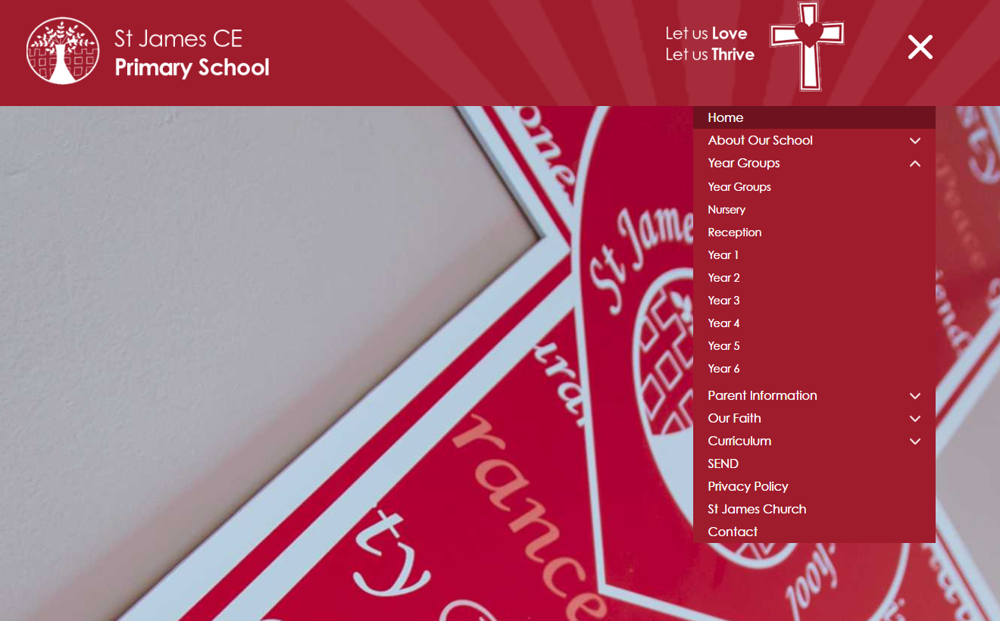 St James CE
Primary School
Let us Love
Let us Thrive
Home
About Our School
Year Groups
Year Groups
Nursery
Reception
Year 1
Year 2
Year 3
Year 4
Year 5
Year 6
Parent Information
Our Faith
Curriculum
SEND
Privacy Policy
St James Church
Contact
St Jame
rance
ty